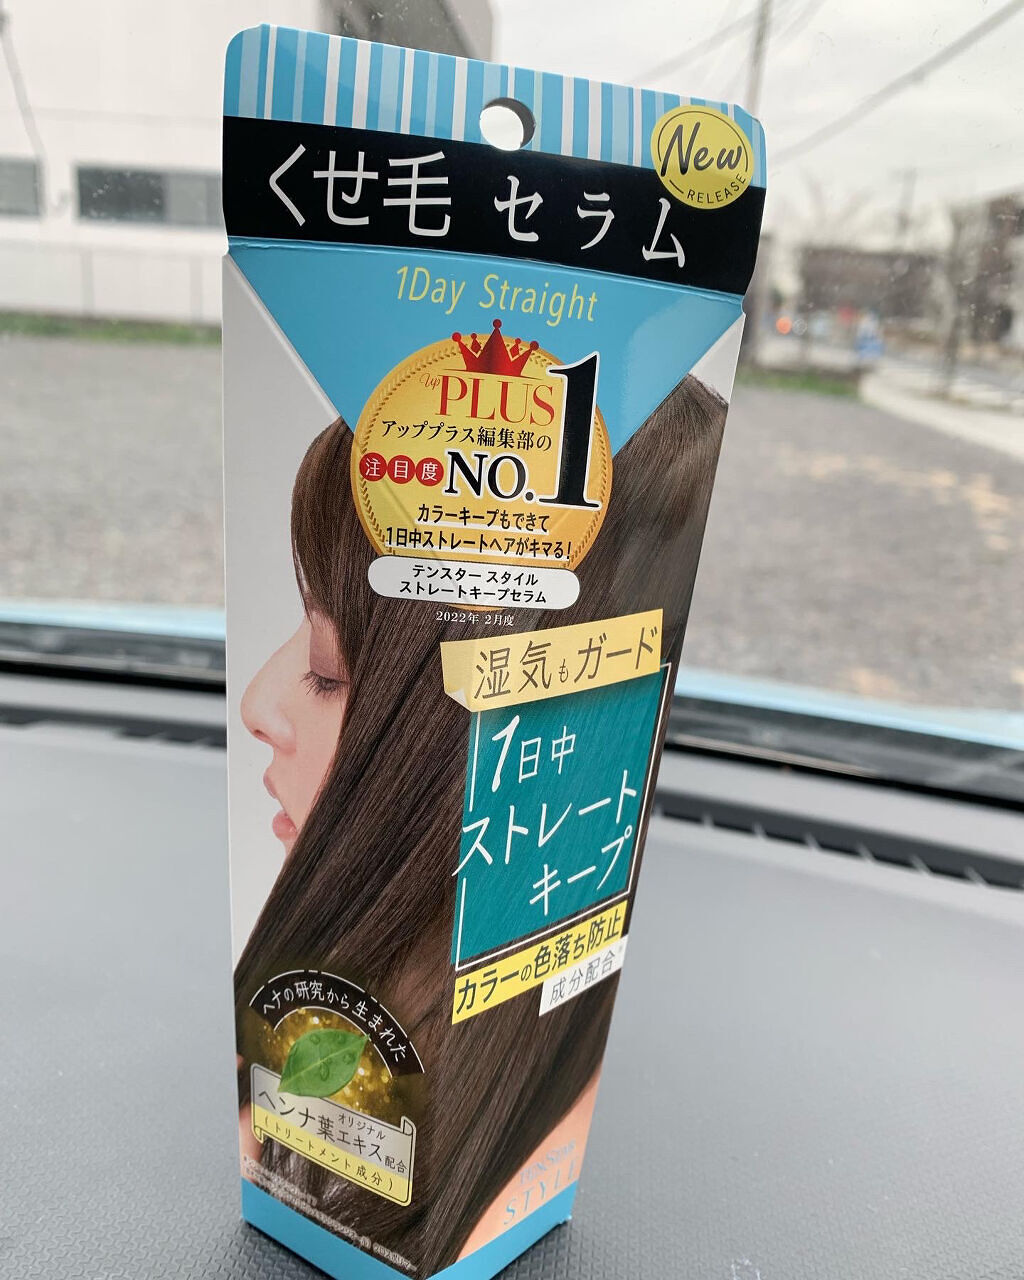 くせ毛 セラム
New
RELEASE
1Day Straight
Up PLUS
アッププラス編集部の
注目度 NO.1
カラーキープもできて
1日中ストレートヘアがキマる!
テンスター スタイル
ストレートキープセラム
2022年 2月度
湿気もガード
1日中
ストレート
キープ
カラーの色落ち防止
成分配合
ヘナの研究から生まれた
オリジナル
ヘンナ葉エキス配合
(トリートメント成分)
STYLE